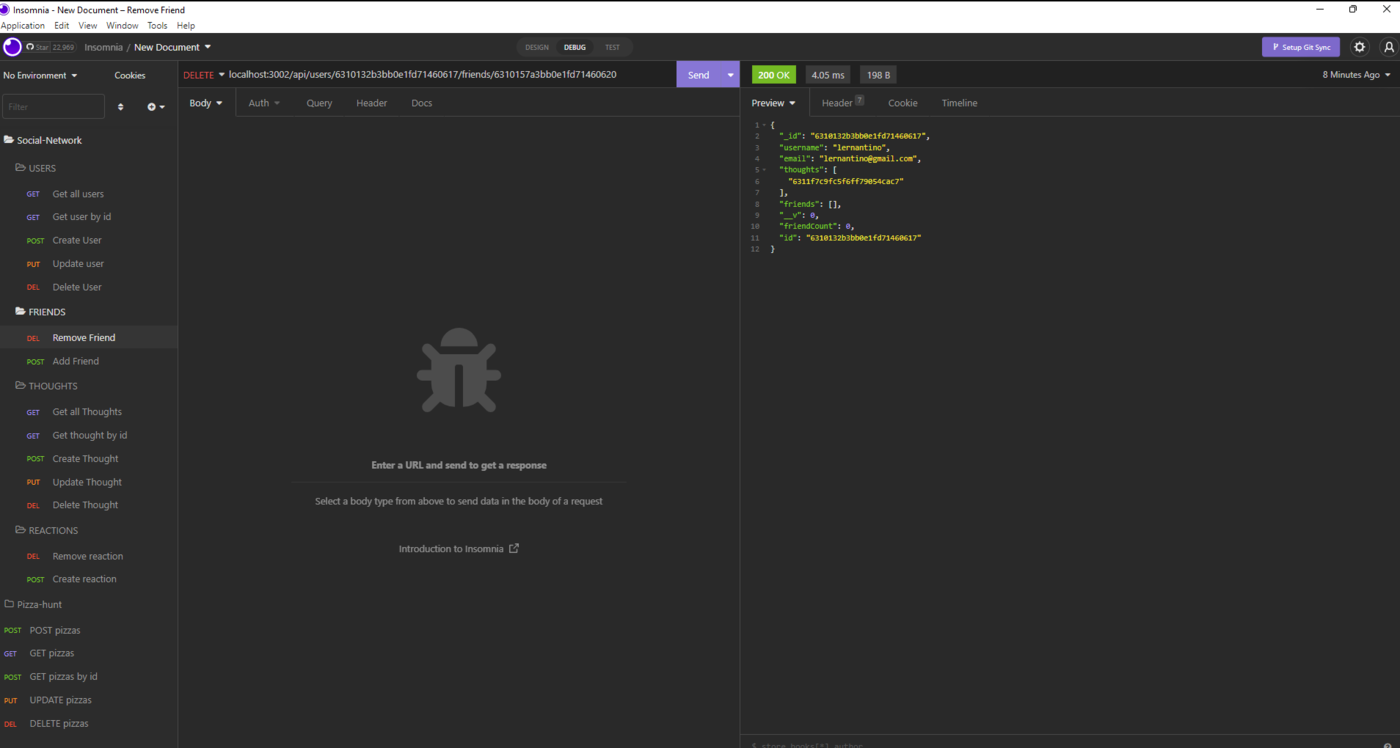 Insomnia - New Document – Remove Friend
Application Edit View Window Tools Help
Star 22,969 Insomnia / New Document DESIGN DEBUG TEST Setup Git Sync
No Environment Cookies DELETE localhost:3002/api/users/6310132b3bb0e1fd71460617/friends/6310157a3bb0e1fd71460620 Send 200 OK 4.05 ms 198 B 8 Minutes Ago
Filter Body Auth Query Header Docs Preview Header 7 Cookie Timeline
Social-Network
USERS
GET Get all users
GET Get user by id
POST Create User
PUT Update user
DEL Delete User
FRIENDS
DEL Remove Friend
POST Add Friend
THOUGHTS
GET Get all Thoughts
GET Get thought by id
POST Create Thought
PUT Update Thought
DEL Delete Thought
REACTIONS
DEL Remove reaction
POST Create reaction
Pizza-hunt
POST POST pizzas
GET GET pizzas
POST GET pizzas by id
PUT UPDATE pizzas
DEL DELETE pizzas
Enter a URL and send to get a response
Select a body type from above to send data in the body of a request
Introduction to Insomnia
1 {
2 "_id": "6310132b3bb0e1fd71460617",
3 "username": "lernantino",
4 "email": "lernantino@gmail.com",
5 "thoughts": [
6 "6311f7c9fc5f6ff79054cac7"
7 ],
8 "friends": [],
9 "__v": 0,
10 "friendCount": 0,
11 "id": "6310132b3bb0e1fd71460617"
12 }
$.store.books[*].author